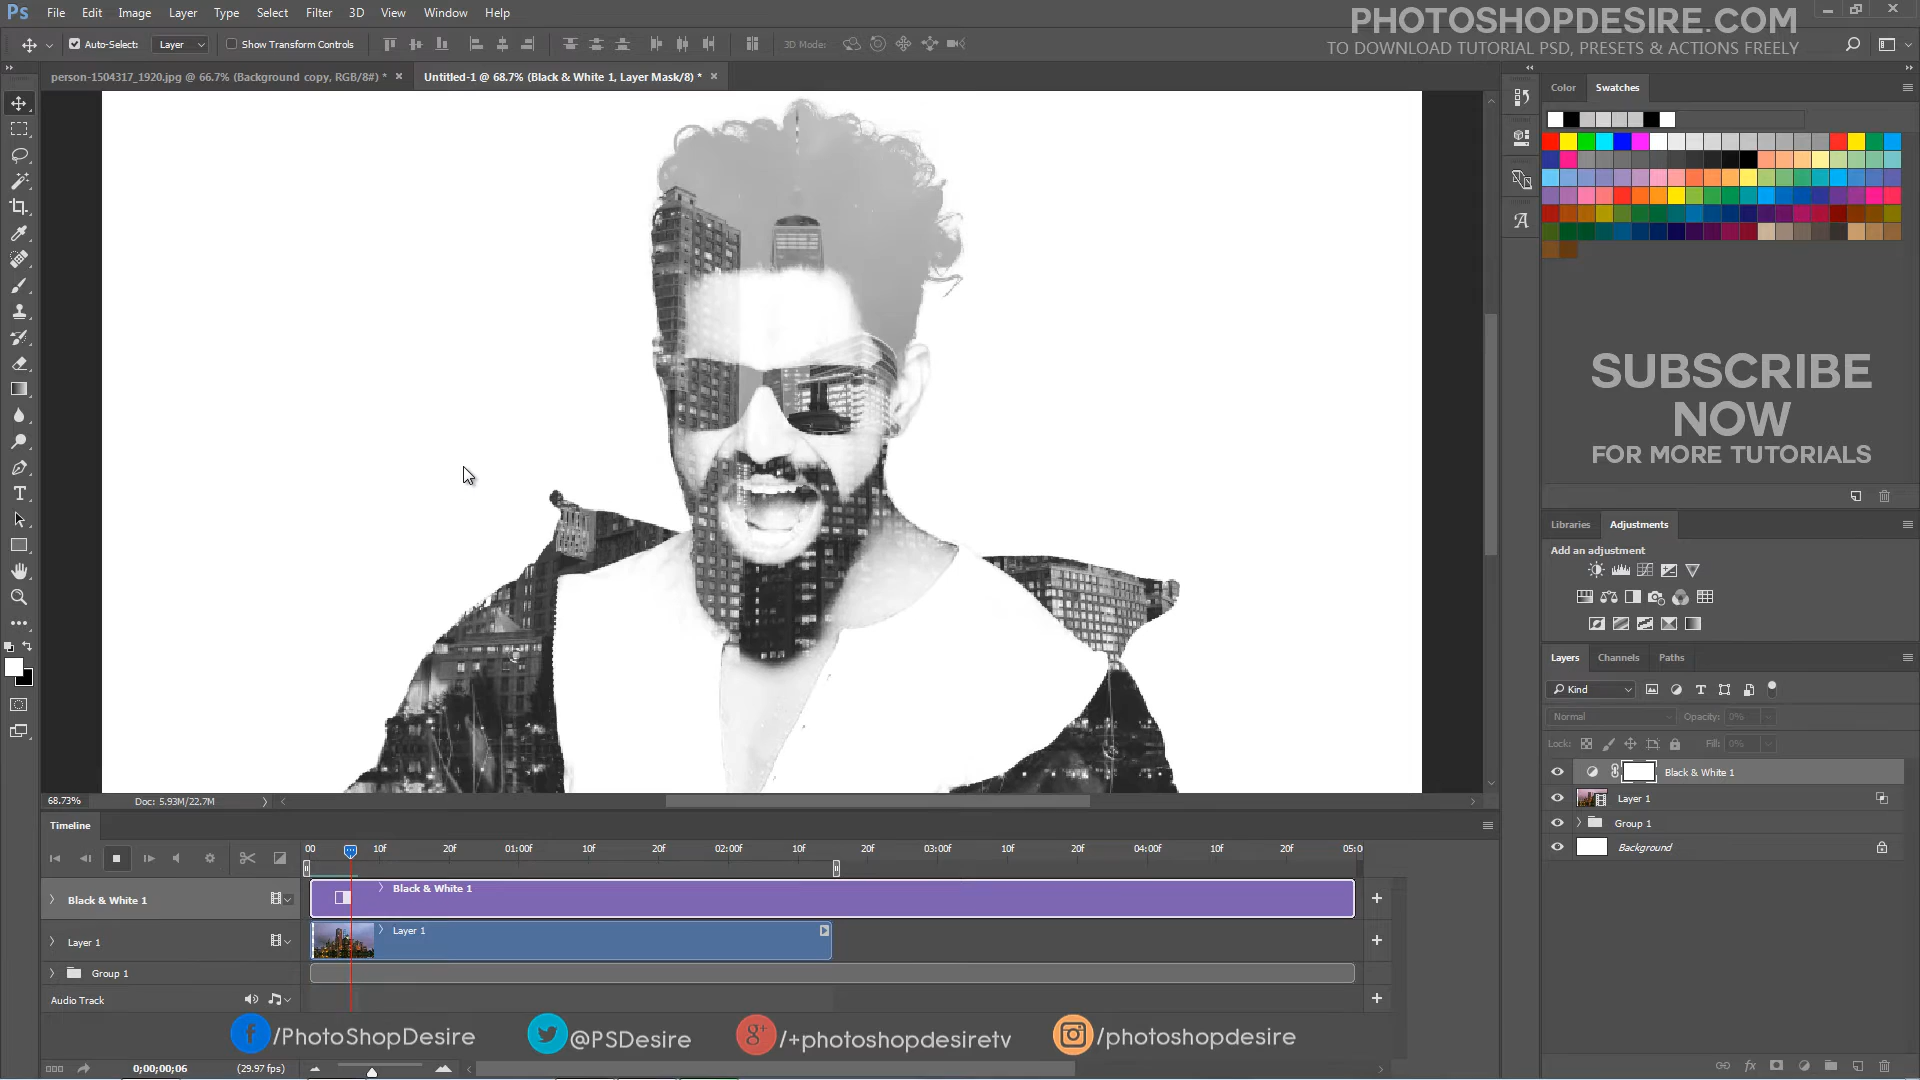 Ps File Edit Image Layer Type Select Filter 3D View Window Help
PHOTOSHOPDESIRE.COM
TO DOWNLOAD TUTORIAL PSD, PRESETS & ACTIONS FREELY
Auto-Select: Layer Show Transform Controls 3D Mode:
person-1504317_1920.jpg @ 66.7% (Background copy, RGB/8#) * Untitled-1 @ 68.7% (Black & White 1, Layer Mask/8) *
Color Swatches
SUBSCRIBE
NOW
FOR MORE TUTORIALS
Libraries Adjustments
Add an adjustment
Layers Channels Paths
Kind
Normal Opacity: 0%
Lock: Fill: 0%
Black & White 1
Layer 1
Group 1
Background
68.73% Doc: 5.93M/22.7M
Timeline
00 10f 20f 01:00f 10f 20f 02:00f 10f 20f 03:00f 10f 20f 04:00f 10f 20f 05:0
Black & White 1 Black & White 1
Layer 1 Layer 1
Group 1
Audio Track
/PhotoShopDesire @PSDesire /+photoshopdesiretv /photoshopdesire
0;00;00;06 (29.97 fps)